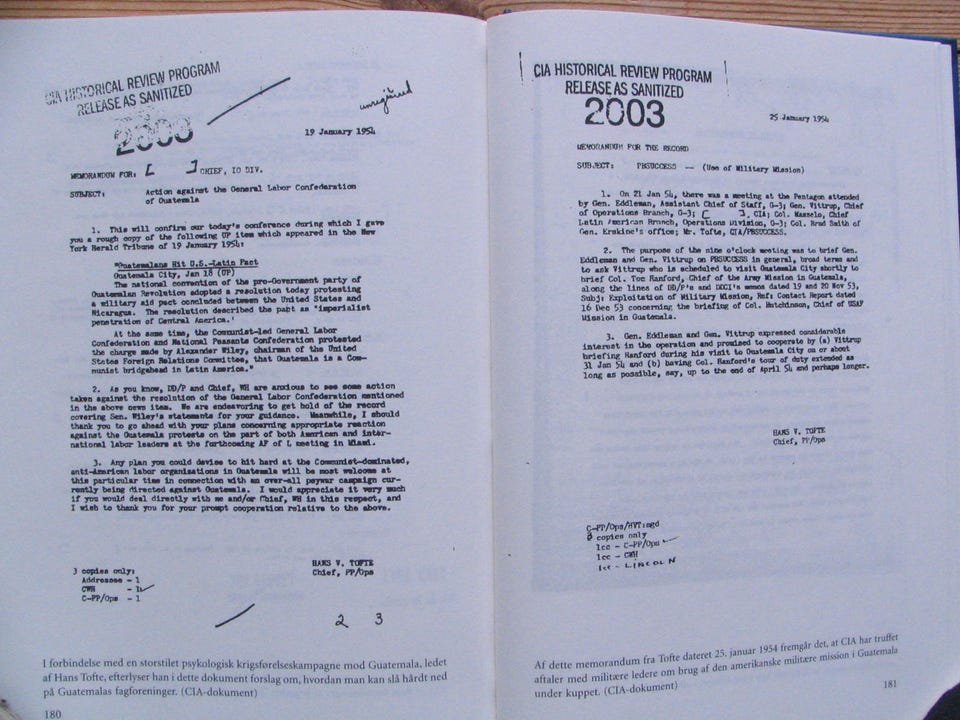 CIA HISTORICAL REVIEW PROGRAM
RELEASE AS SANITIZED
unregistered
19 January 1954
MEMORANDUM FOR: [ ] CHIEF, IO DIV.
SUBJECT: Action against the General Labor Confederation
of Guatemala
1. This will confirm our today's conference during which I gave
you a rough copy of the following UP item which appeared in the New
York Herald Tribune of 19 January 1954:
"Guatemalans Hit U.S.-Latin Pact
Guatemala City, Jan 18 (UP)
The national convention of the pro-Government party of
Guatemalan Revolution adopted a resolution today protesting
a military aid pact concluded between the United States and
Nicaragua. The resolution described the pact as 'imperialist
penetration of Central America.'
At the same time, the Communist-led General Labor
Confederation and National Peasants Confederation protested
the charge made by Alexander Wiley, chairman of the United
States Foreign Relations Committee, that Guatemala is a Com-
munist bridgehead in Latin America."
2. As you know, DD/P and Chief, WH are anxious to see some action
taken against the resolution of the General Labor Confederation mentioned
in the above news item. We are endeavoring to get hold of the record
covering Sen. Wiley's statements for your guidance. Meanwhile, I should
thank you to go ahead with your plans concerning appropriate reaction
against the Guatemala protests on the part of both American and inter-
national labor leaders at the forthcoming AF of L meeting in Miami.
3. Any plan you could devise to hit hard at the Communist-dominated,
anti-American labor organizations in Guatemala will be most welcome at
this particular time in connection with an over-all psywar campaign cur-
rently being directed against Guatemala. I would appreciate it very much
if you would deal directly with me and/or Chief, WH in this respect, and
I wish to thank you for your prompt cooperation relative to the above.
HANS V. TOFTE
Chief, PP/Ops
3 copies only:
Addressee - 1
CWH - 1
C-PP/Ops - 1
2 3
I forbindelse med en storstilet psykologisk krigsførelseskampagne mod Guatemala, ledet
af Hans Tofte, efterlyser han i dette dokument forslag om, hvordan man kan slå hårdt ned
på Guatemalas fagforeninger. (CIA-dokument)
180
CIA HISTORICAL REVIEW PROGRAM
RELEASE AS SANITIZED
2003
25 January 1954
MEMORANDUM FOR THE RECORD
SUBJECT: PBSUCCESS -- (Use of Military Mission)
1. On 21 Jan 54, there was a meeting at the Pentagon attended
by Gen. Eddleman, Assistant Chief of Staff, G-3; Gen. Vittrup, Chief
of Operations Branch, G-3; [ ], CIA; Col. Masselo, Chief
Latin American Branch, Operations Division, G-3; Col. Brad Smith of
Gen. Erskine's office; Mr. Tofte, CIA/PBSUCCESS.
2. The purpose of the nine o'clock meeting was to brief Gen.
Eddleman and Gen. Vittrup on PBSUCCESS in general, broad terms and
to ask Vittrup who is scheduled to visit Guatemala City shortly to
brief Col. Toe Hanford, Chief of the Army Mission in Guatemala,
along the lines of DD/P's and DDCI's memos dated 19 and 20 Nov 53,
Subj: Exploitation of Military Mission, Ref: Contact Report dated
16 Dec 53 concerning the briefing of Col. Hutchinson, Chief of USAF
Mission in Guatemala.
3. Gen. Eddleman and Gen. Vittrup expressed considerable
interest in the operation and promised to cooperate by (a) Vittrup
briefing Hanford during his visit to Guatemala City on or about
31 Jan 54 and (b) having Col. Hanford's tour of duty extended as
long as possible, say, up to the end of April 54 and perhaps longer.
HANS V. TOFTE
Chief, PP/Ops
C-PP/Ops/HVT:
copies only
1cc - C-PP/Ops
1cc - CWH
1cc - LINCOLN
Af dette memorandum fra Tofte dateret 25. januar 1954 fremgår det, at CIA har truffet
aftaler med militære ledere om brug af den amerikanske militære mission i Guatemala
under kuppet. (CIA-dokument)
181